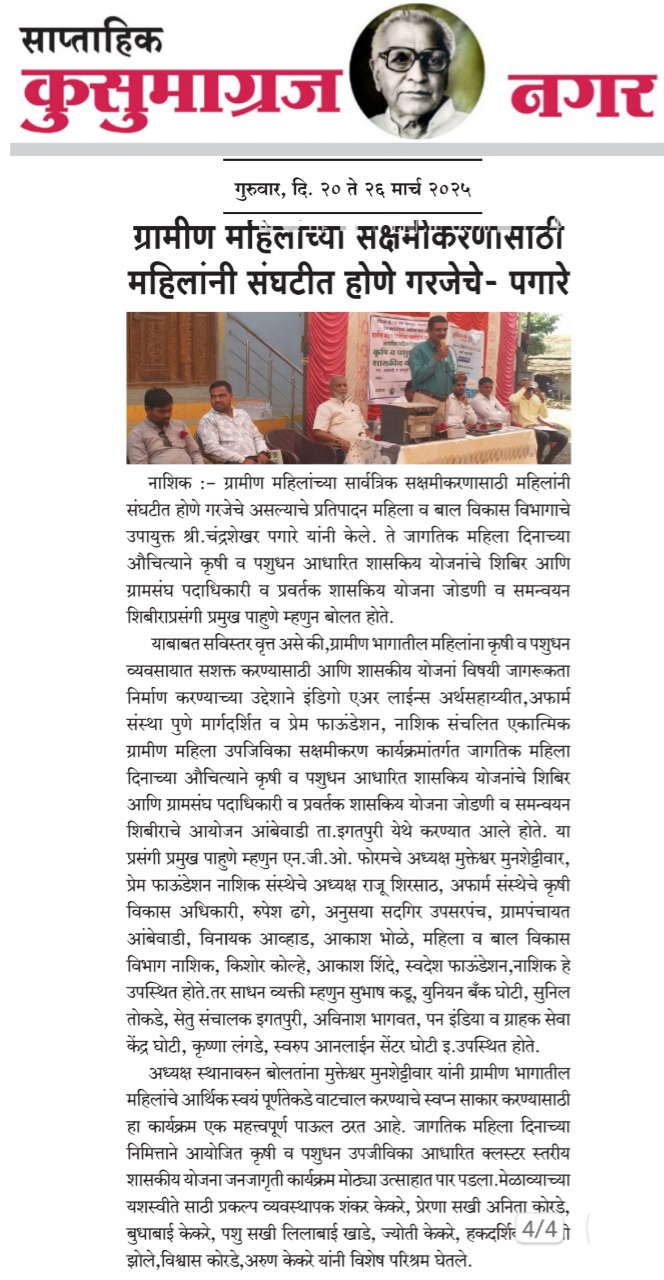 साप्ताहिक
कुसुमाग्रज नगर
गुरुवार, दि. २० ते २६ मार्च २०२५
ग्रामीण महिलांच्या सक्षमीकरणासाठी
महिलांनी संघटीत होणे गरजेचे- पगारे
कृषि व पशु
शासकीय
नाशिक :- ग्रामीण महिलांच्या सार्वत्रिक सक्षमीकरणासाठी महिलांनी
संघटीत होणे गरजेचे असल्याचे प्रतिपादन महिला व बाल विकास विभागाचे
उपायुक्त श्री.चंद्रशेखर पगारे यांनी केले. ते जागतिक महिला दिनाच्या
औचित्याने कृषी व पशुधन आधारित शासकिय योजनांचे शिबिर आणि
ग्रामसंघ पदाधिकारी व प्रवर्तक शासकिय योजना जोडणी व समन्वयन
शिबीराप्रसंगी प्रमुख पाहुणे म्हणुन बोलत होते.
याबाबत सविस्तर वृत्त असे की,ग्रामीण भागातील महिलांना कृषी व पशुधन
व्यवसायात सशक्त करण्यासाठी आणि शासकीय योजनां विषयी जागरूकता
निर्माण करण्याच्या उद्देशाने इंडिगो एअर लाईन्स अर्थसहाय्यीत,अफार्म
संस्था पुणे मार्गदर्शित व प्रेम फाऊंडेशन, नाशिक संचलित एकात्मिक
ग्रामीण महिला उपजिविका सक्षमीकरण कार्यक्रमांतर्गत जागतिक महिला
दिनाच्या औचित्याने कृषी व पशुधन आधारित शासकिय योजनांचे शिबिर
आणि ग्रामसंघ पदाधिकारी व प्रवर्तक शासकिय योजना जोडणी व समन्वयन
शिबीराचे आयोजन आंबेवाडी ता.इगतपुरी येथे करण्यात आले होते. या
प्रसंगी प्रमुख पाहुणे म्हणुन एन.जी.ओ. फोरमचे अध्यक्ष मुक्तेश्वर मुनशेट्टीवार,
प्रेम फाऊंडेशन नाशिक संस्थेचे अध्यक्ष राजू शिरसाठ, अफार्म संस्थेचे कृषी
विकास अधिकारी, रुपेश ढगे, अनुसया सदगिर उपसरपंच, ग्रामपंचायत
आंबेवाडी, विनायक आव्हाड, आकाश भोळे, महिला व बाल विकास
विभाग नाशिक, किशोर कोल्हे, आकाश शिंदे, स्वदेश फाऊंडेशन,नाशिक हे
उपस्थित होते.तर साधन व्यक्ती म्हणुन सुभाष कडू, युनियन बँक घोटी, सुनिल
तोकडे, सेतु संचालक इगतपुरी, अविनाश भागवत, पन इंडिया व ग्राहक सेवा
केंद्र घोटी, कृष्णा लंगडे, स्वरुप आनलाईन सेंटर घोटी इ.उपस्थित होते.
अध्यक्ष स्थानावरुन बोलतांना मुक्तेश्वर मुनशेट्टीवार यांनी ग्रामीण भागातील
महिलांचे आर्थिक स्वयं पूर्णतेकडे वाटचाल करण्याचे स्वप्न साकार करण्यासाठी
हा कार्यक्रम एक महत्त्वपूर्ण पाऊल ठरत आहे. जागतिक महिला दिनाच्या
निमित्ताने आयोजित कृषी व पशुधन उपजीविका आधारित क्लस्टर स्तरीय
शासकीय योजना जनजागृती कार्यक्रम मोठ्या उत्साहात पार पडला.मेळाव्याच्या
यशस्वीते साठी प्रकल्प व्यवस्थापक शंकर केकरे, प्रेरणा सखी अनिता कोरडे,
बुधाबाई केकरे, पशु सखी लिलाबाई खाडे, ज्योती केकरे,
4/4
झोले,विश्वास कोरडे,अरुण केकरे यांनी विशेष परिश्रम घेतले.